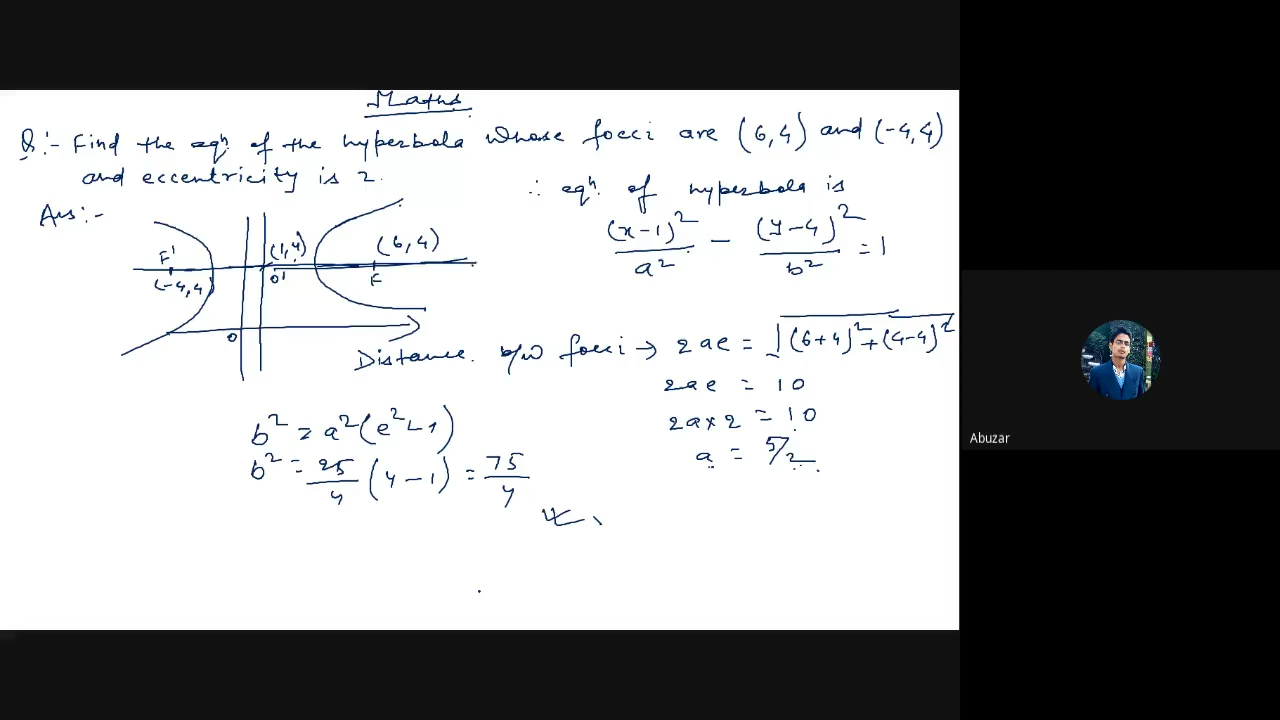 Maths
Q:- Find the eqn. of the hyperbola whose focci are (6,4) and (-4,4)
and eccentricity is 2.
Ans:-
∴ eqn. of hyperbola is
(x-1)²/a² - (y-4)²/b² = 1
F'
(-4,4)
(1,4)
O'
(6,4)
F
O
Distance b/w focci → 2ae = √(6+4)²+(4-4)²
2ae = 10
2a×2 = 10
a = 5/2
b² = a²(e²-1)
b² = 25/4 (4-1) = 75/4
Abuzar